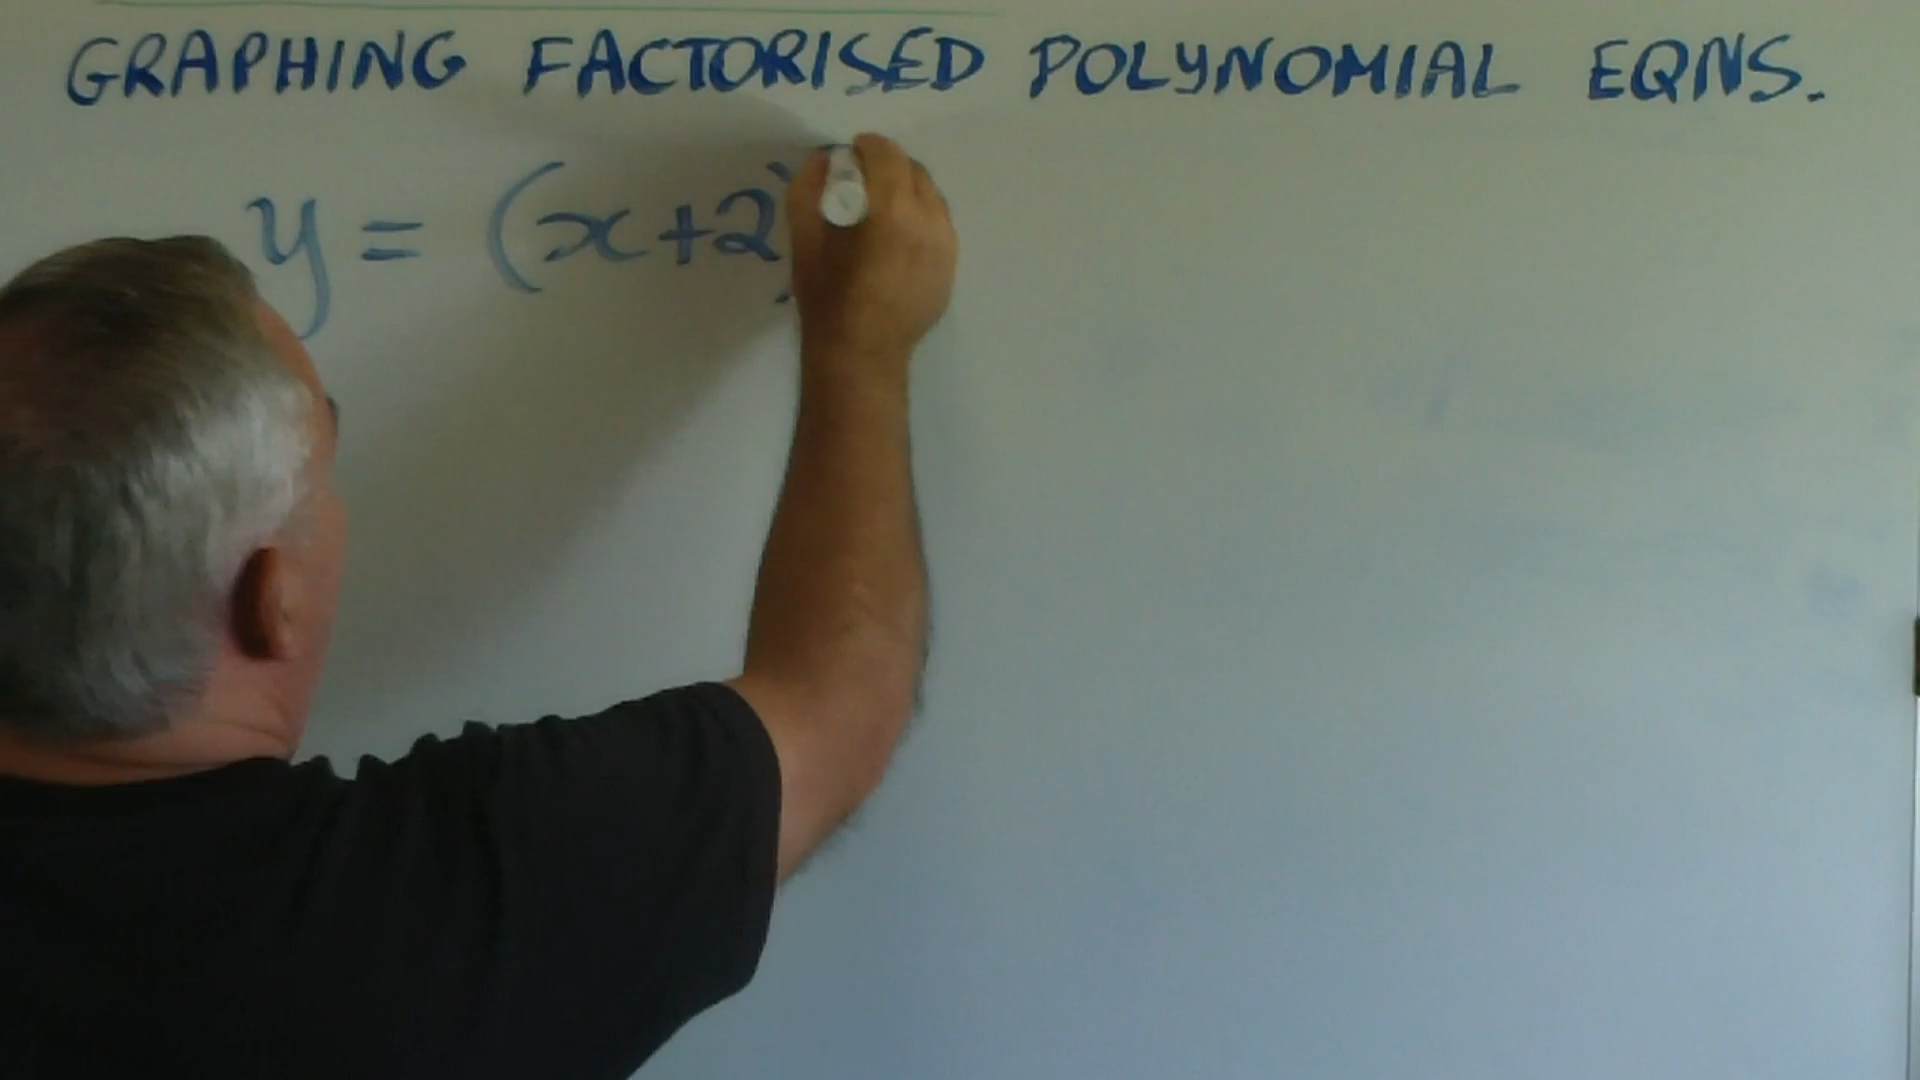 GRAPHING FACTORISED POLYNOMIAL EQNS.
y = (x+2)